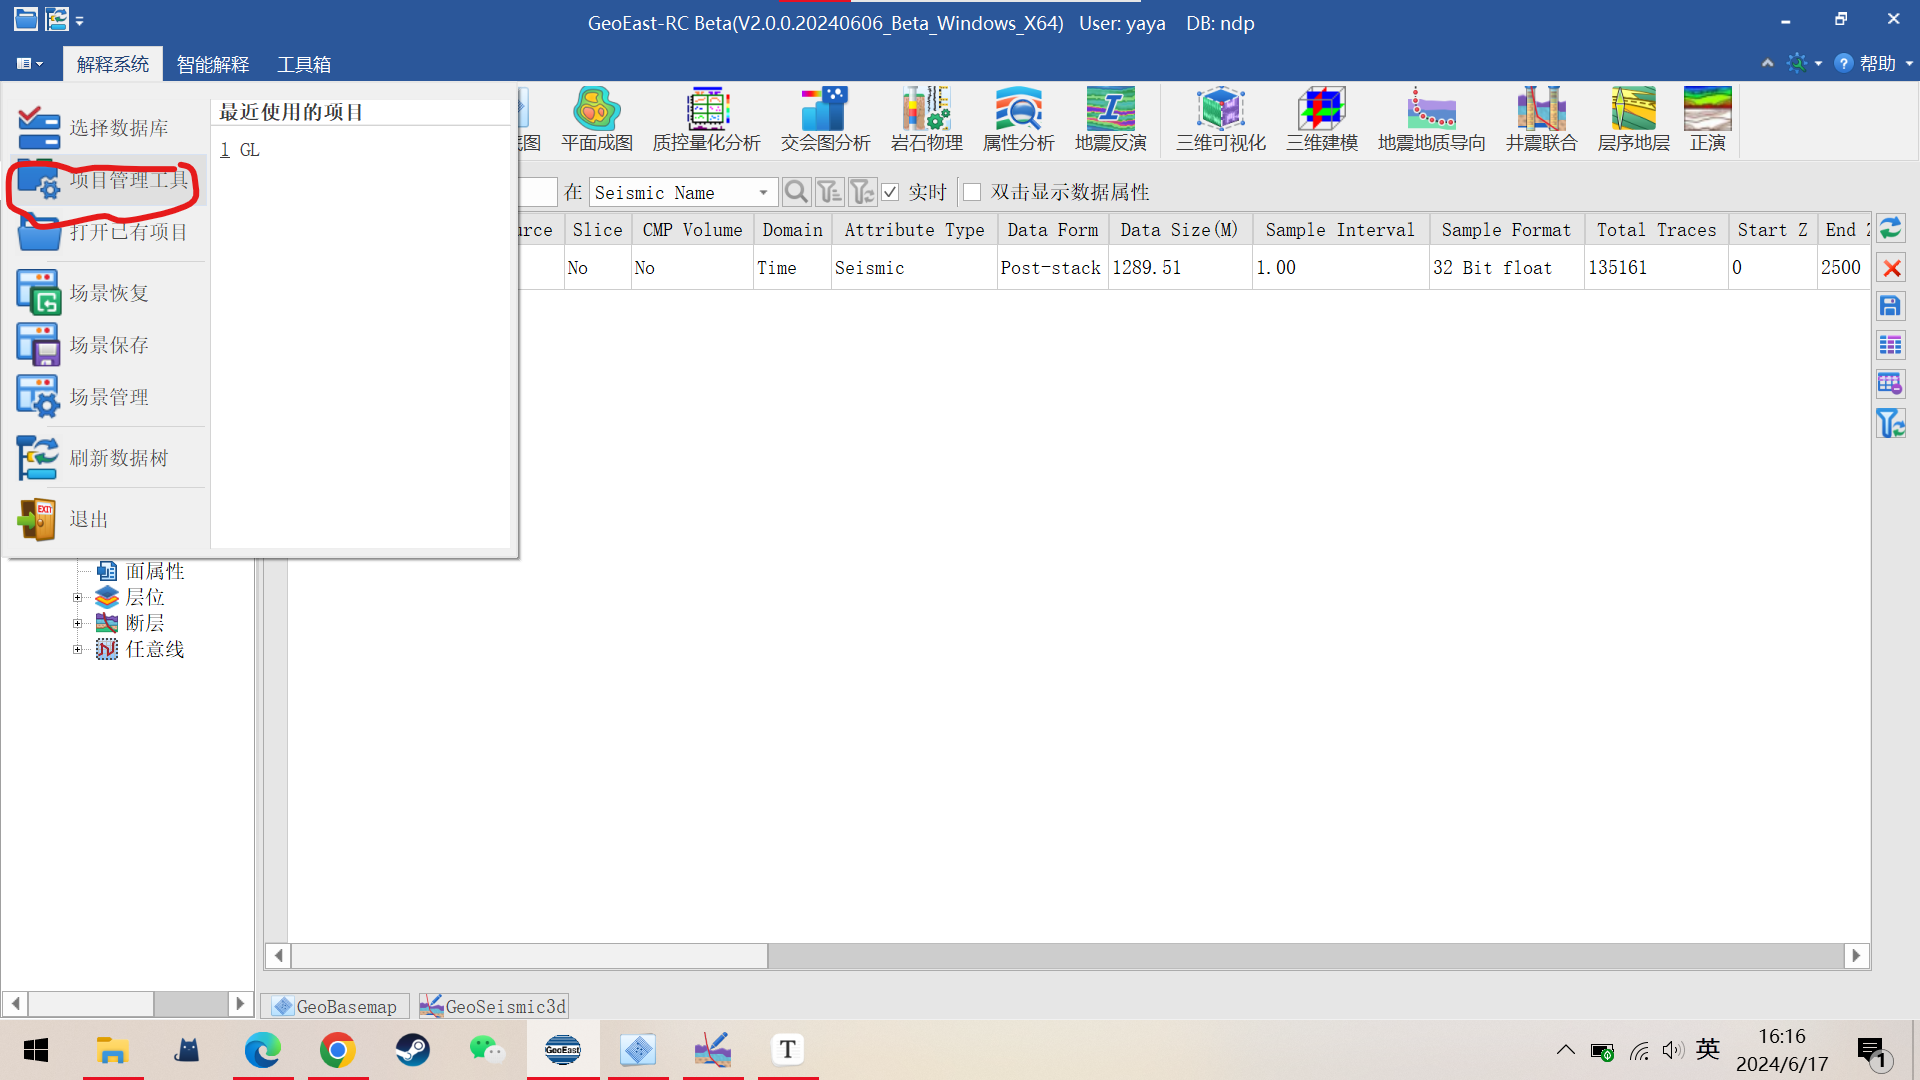 GeoEast-RC Beta(V2.0.0.20240606_Beta_Windows_X64) User: yaya DB: ndp
解释系统 智能解释 工具箱
帮助
选择数据库
项目管理工具
打开已有项目
场景恢复
场景保存
场景管理
刷新数据树
EXIT
退出
最近使用的项目
1 GL
图 平面成图 质控量化分析 交会图分析 岩石物理 属性分析 地震反演 三维可视化 三维建模 地震地质导向 井震联合 层序地层 正演
在 Seismic Name 实时 双击显示数据属性
urce Slice CMP Volume Domain Attribute Type Data Form Data Size(M) Sample Interval Sample Format Total Traces Start Z End
No No Time Seismic Post-stack 1289.51 1.00 32 Bit float 135161 0 2500
面属性
层位
断层
任意线
GeoBasemap GeoSeismic3d
GeoEast
T
英
16:16
2024/6/17
1